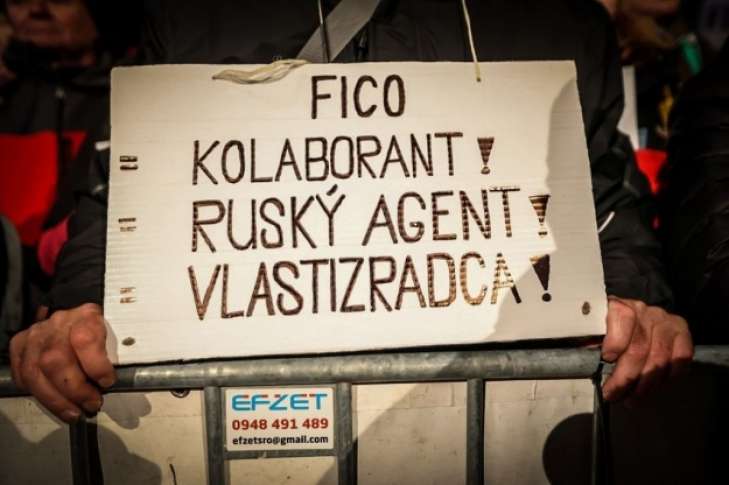 FICO
KOLABORANT!
RUSKÝ AGENT!
VLASTIZRADCA!
EFZET
0948 491 489
efzetsro@gmail.com